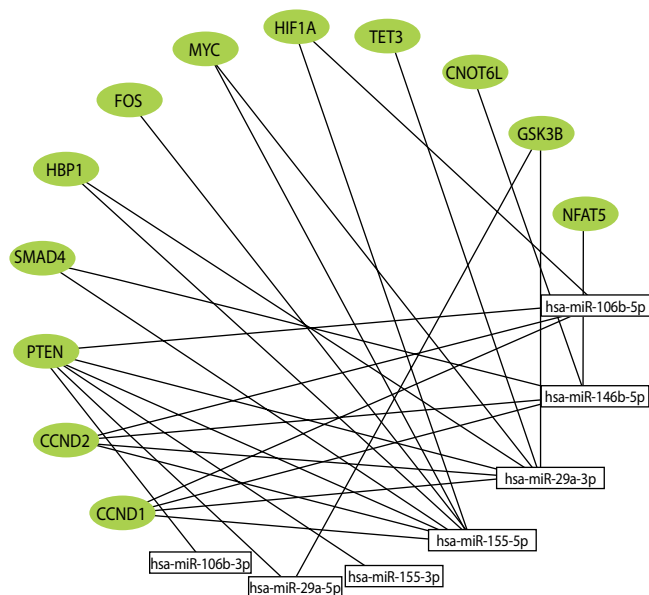 HIF1A
TET3
MYC
CNOT6L
FOS
GSK3B
HBP1
NFAT5
SMAD4
hsa-miR-106b-5p
PTEN
hsa-miR-146b-5p
CCND2
hsa-miR-29a-3p
CCND1
hsa-miR-155-5p
hsa-miR-106b-3p
hsa-miR-155-3p
hsa-miR-29a-5p